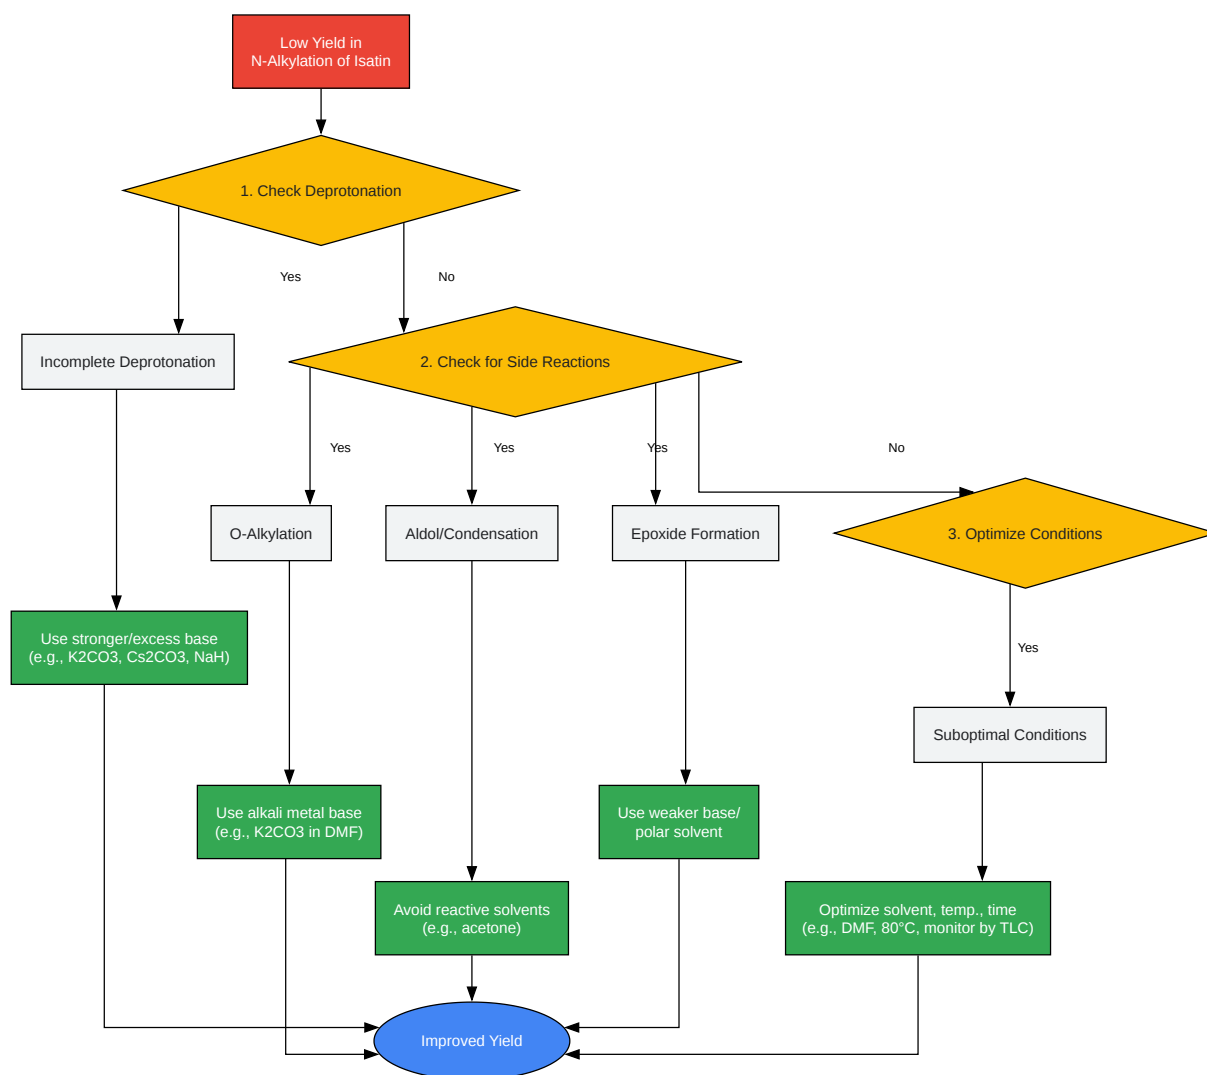 Low Yield in
N-Alkylation of Isatin
1. Check Deprotonation
Yes
No
Incomplete Deprotonation
2. Check for Side Reactions
Yes
Yes
Yes
No
O-Alkylation
Aldol/Condensation
Epoxide Formation
3. Optimize Conditions
Use stronger/excess base
(e.g., K2CO3, Cs2CO3, NaH)
Yes
Suboptimal Conditions
Use alkali metal base
(e.g., K2CO3 in DMF)
Use weaker base/
polar solvent
Avoid reactive solvents
(e.g., acetone)
Optimize solvent, temp., time
(e.g., DMF, 80°C, monitor by TLC)
Improved Yield